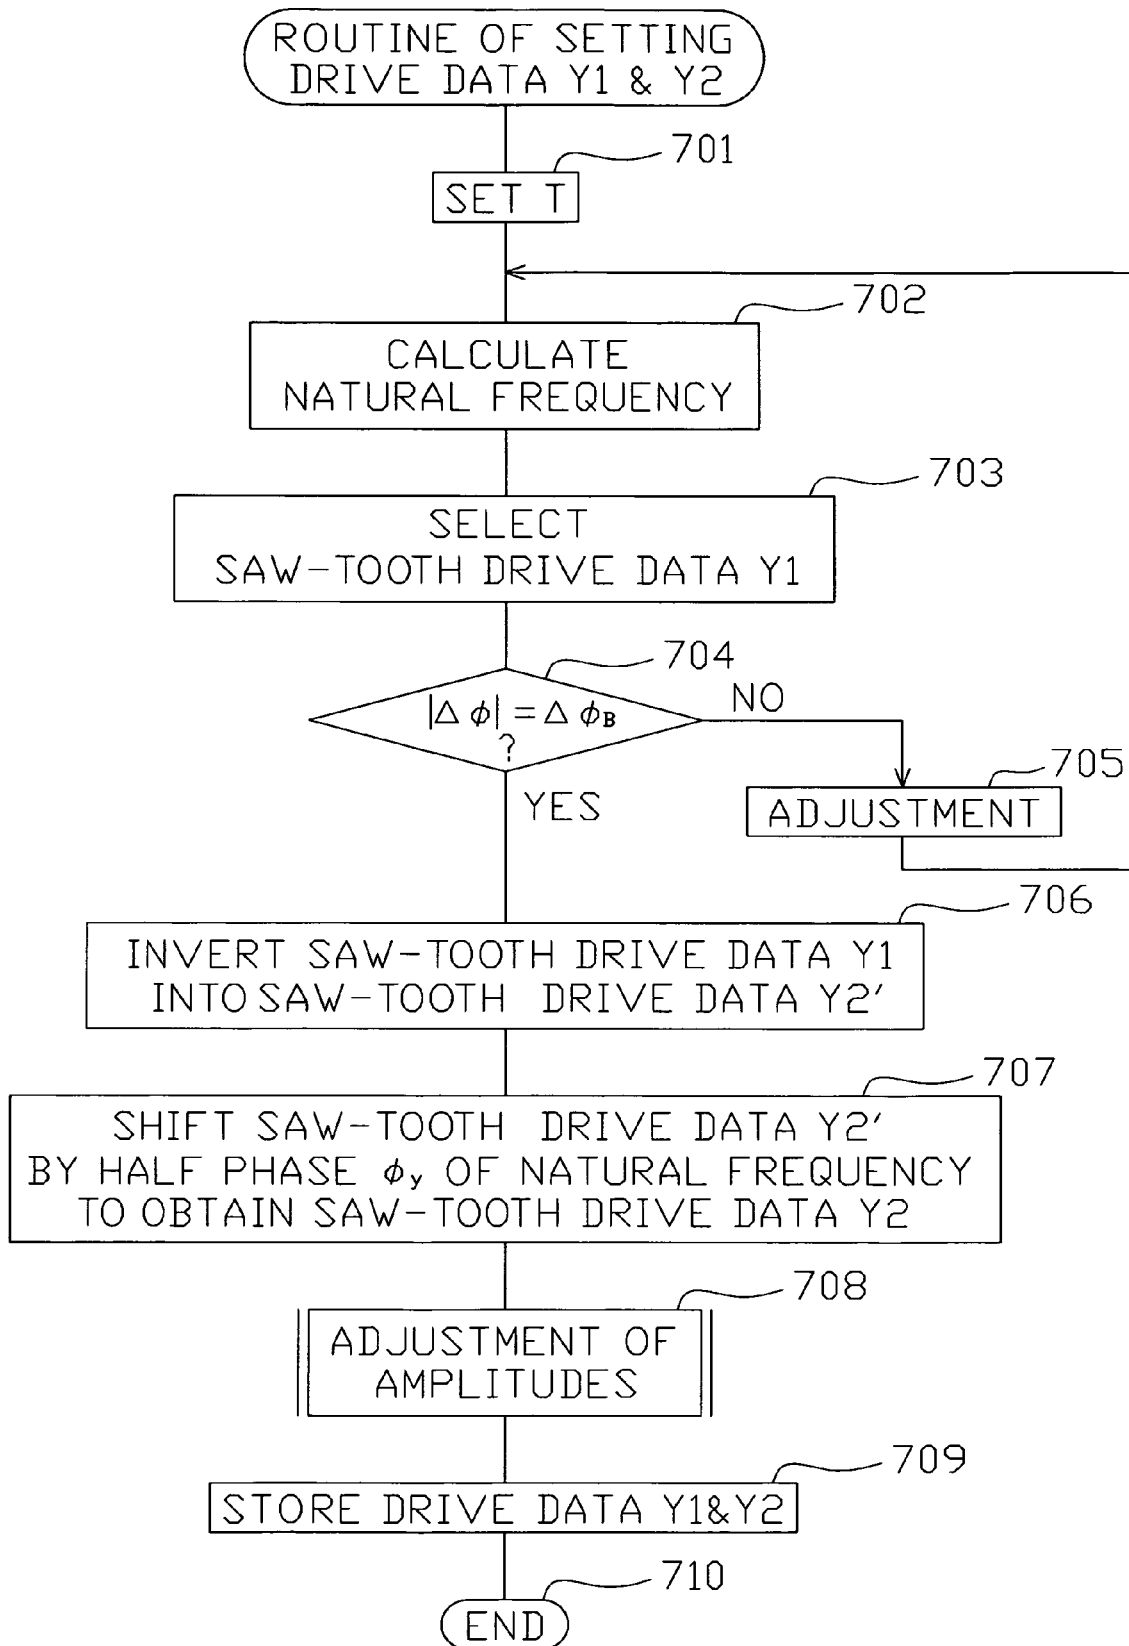 ROUTINE OF SETTING
DRIVE DATA Y1 & Y2
701
SET T
702
CALCULATE
NATURAL FREQUENCY
703
SELECT
SAW-TOOTH DRIVE DATA Y1
704
|Δ ϕ| = Δ ϕB
?
NO
YES
705
ADJUSTMENT
706
INVERT SAW-TOOTH DRIVE DATA Y1
INTO SAW-TOOTH DRIVE DATA Y2′
707
SHIFT SAW-TOOTH DRIVE DATA Y2′
BY HALF PHASE ϕy OF NATURAL FREQUENCY
TO OBTAIN SAW-TOOTH DRIVE DATA Y2
708
ADJUSTMENT OF
AMPLITUDES
709
STORE DRIVE DATA Y1&Y2
710
END